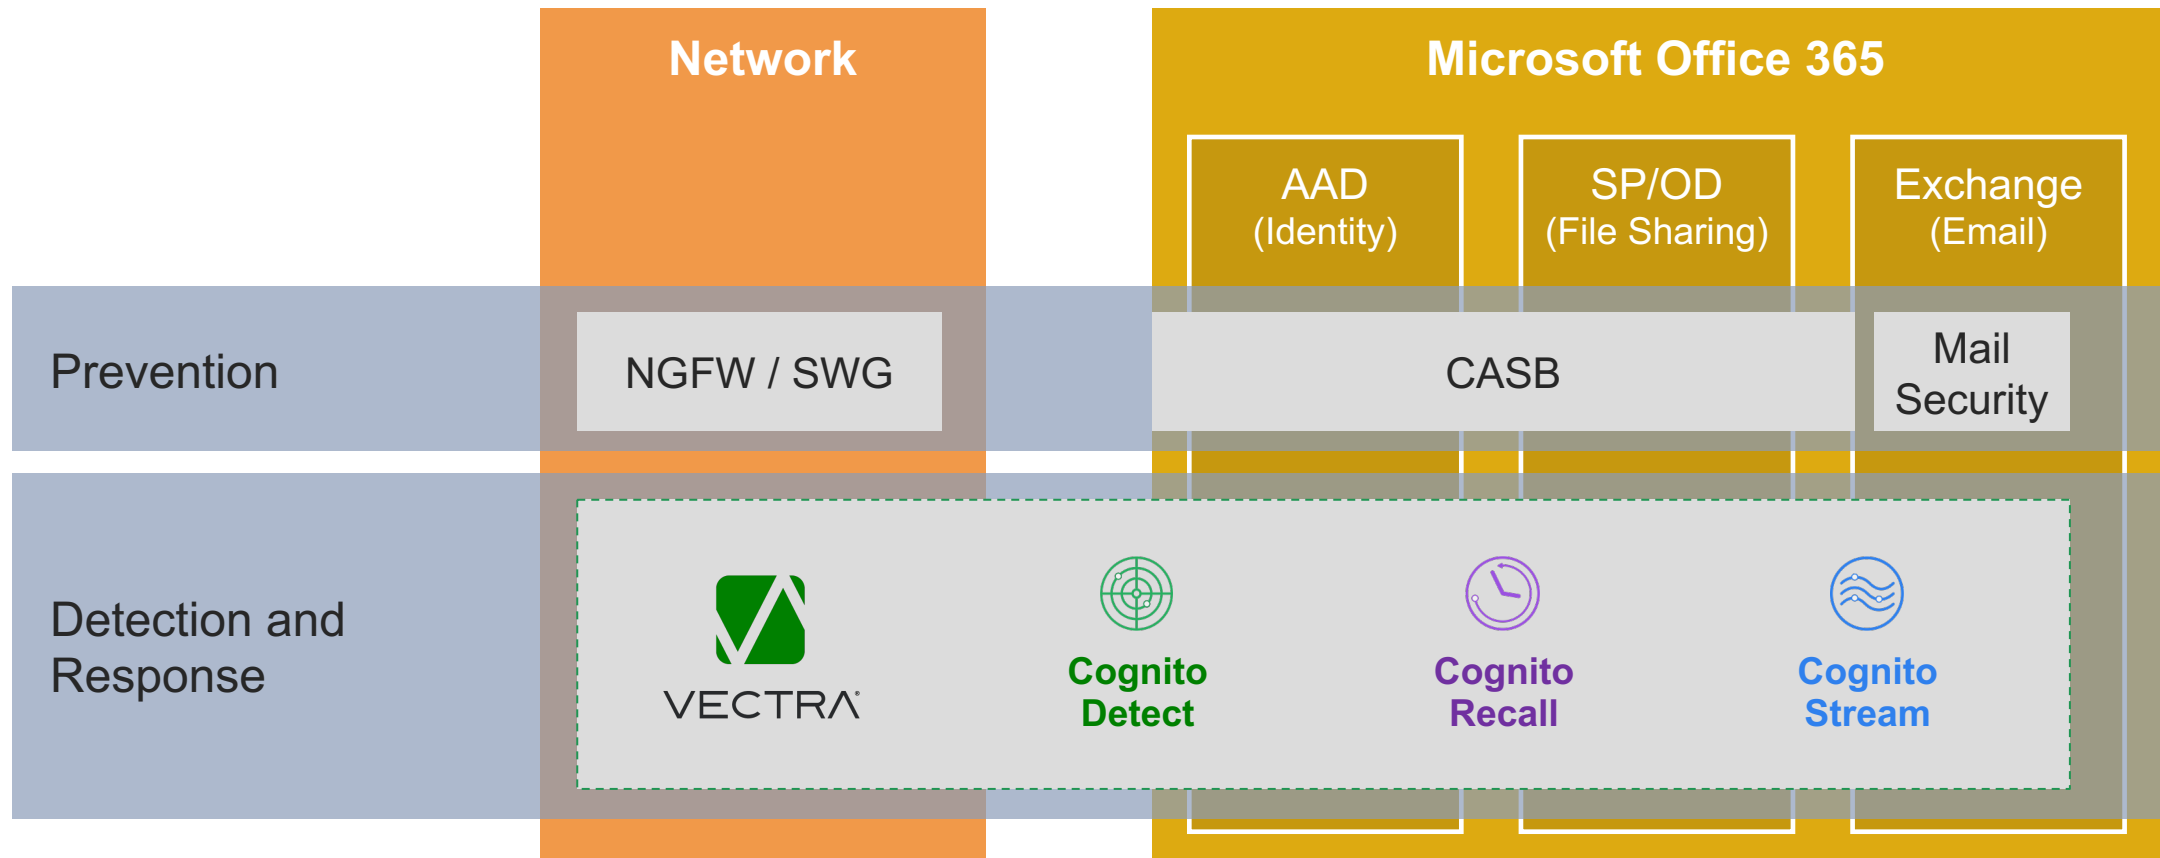 Network
Microsoft Office 365
AAD
(Identity)
SP/OD
(File Sharing)
Exchange
(Email)
Prevention
NGFW / SWG
CASB
Mail
Security
Detection and
Response
VECTRA®
Cognito
Detect
Cognito
Recall
Cognito
Stream